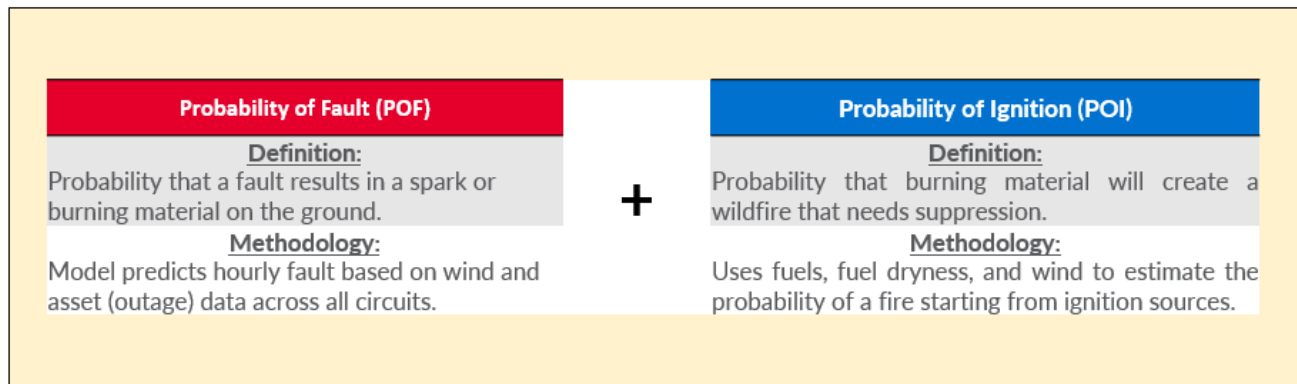 Probability of Fault (POF)
Definition:
Probability that a fault results in a spark or
burning material on the ground.
Methodology:
Model predicts hourly fault based on wind and
asset (outage) data across all circuits.
+
Probability of Ignition (POI)
Definition:
Probability that burning material will create a
wildfire that needs suppression.
Methodology:
Uses fuels, fuel dryness, and wind to estimate the
probability of a fire starting from ignition sources.